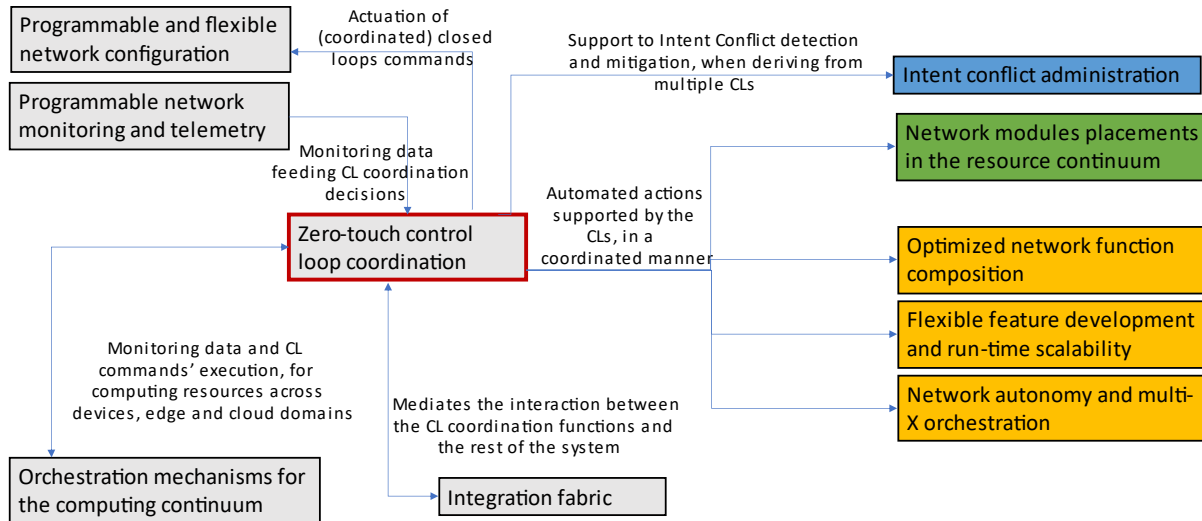 Programmable and flexible
network configuration
Actuation of
(coordinated) closed
loops commands
Support to Intent Conflict detection
and mitigation, when deriving from
multiple CLs
Intent conflict administration
Programmable network
monitoring and telemetry
Network modules placements
in the resource continuum
Monitoring data
feeding CL coordination
decisions
Automated actions
supported by the
CLs, in a
coordinated manner
Zero-touch control
loop coordination
Optimized network function
composition
Flexible feature development
and run-time scalability
Monitoring data and CL
commands’ execution, for
computing resources across
devices, edge and cloud domains
Mediates the interaction between
the CL coordination functions and
the rest of the system
Network autonomy and multi-
X orchestration
Orchestration mechanisms for
the computing continuum
Integration fabric